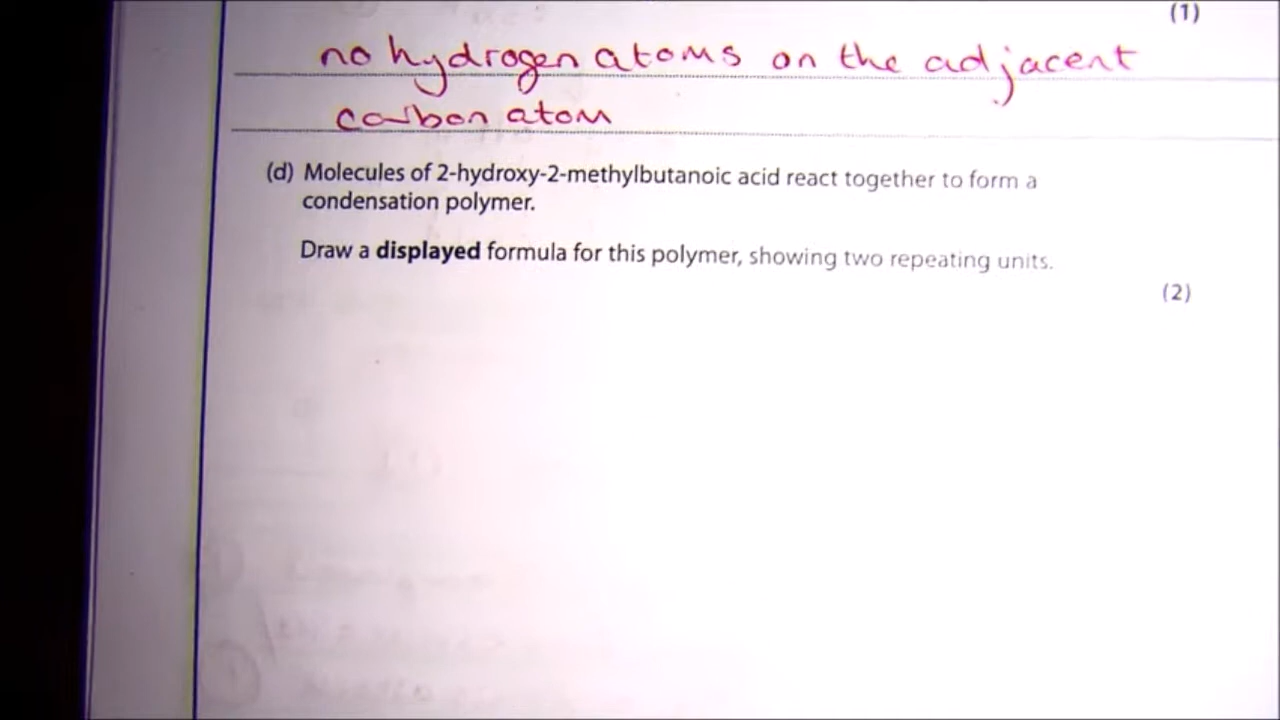 (1)
no hydrogen atoms on the adjacent
carbon atom
(d) Molecules of 2-hydroxy-2-methylbutanoic acid react together to form a
condensation polymer.
Draw a displayed formula for this polymer, showing two repeating units.
(2)